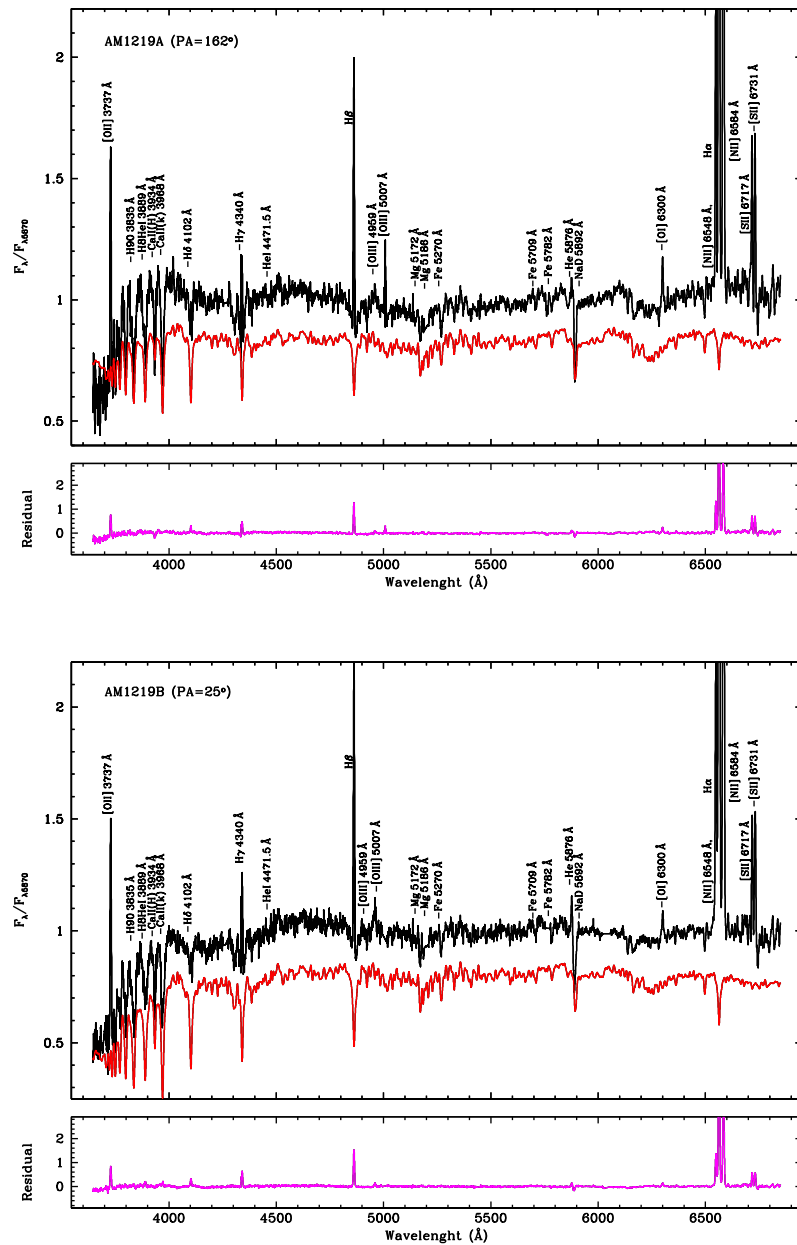 AM1219A (PA=162°)
[OII] 3737 Å
H90 3835 Å
H8HeI 3889 Å
CaII(H) 3934 Å
CaII(k) 3968 Å
Hδ 4102 Å
Hγ 4340 Å
HeI 4471.5 Å
Hβ
[OIII] 4959 Å
[OIII] 5007 Å
Mg 5172 Å
Mg 5186 Å
Fe 5270 Å
Fe 5709 Å
Fe 5782 Å
He 5876 Å
NaD 5892 Å
[OI] 6300 Å
[NII] 6548 Å,
Hα
[NII] 6584 Å
[SII] 6717 Å
[SII] 6731 Å
2
1.5
1
0.5
Fλ/Fλ5870
2
1
0
Residual
4000 4500 5000 5500 6000 6500
Wavelenght (Å)
AM1219B (PA=25°)
[OII] 3737 Å
H90 3835 Å
H8HeI 3889 Å
CaII(H) 3934 Å
CaII(k) 3968 Å
Hδ 4102 Å
Hγ 4340 Å
HeI 4471.5 Å
Hβ
[OIII] 4959 Å
[OIII] 5007 Å
Mg 5172 Å
Mg 5186 Å
Fe 5270 Å
Fe 5709 Å
Fe 5782 Å
He 5876 Å
NaD 5892 Å
[OI] 6300 Å
[NII] 6548 Å,
Hα
[NII] 6584 Å
[SII] 6717 Å
[SII] 6731 Å
2
1.5
1
0.5
Fλ/Fλ5870
2
1
0
Residual
4000 4500 5000 5500 6000 6500
Wavelenght (Å)